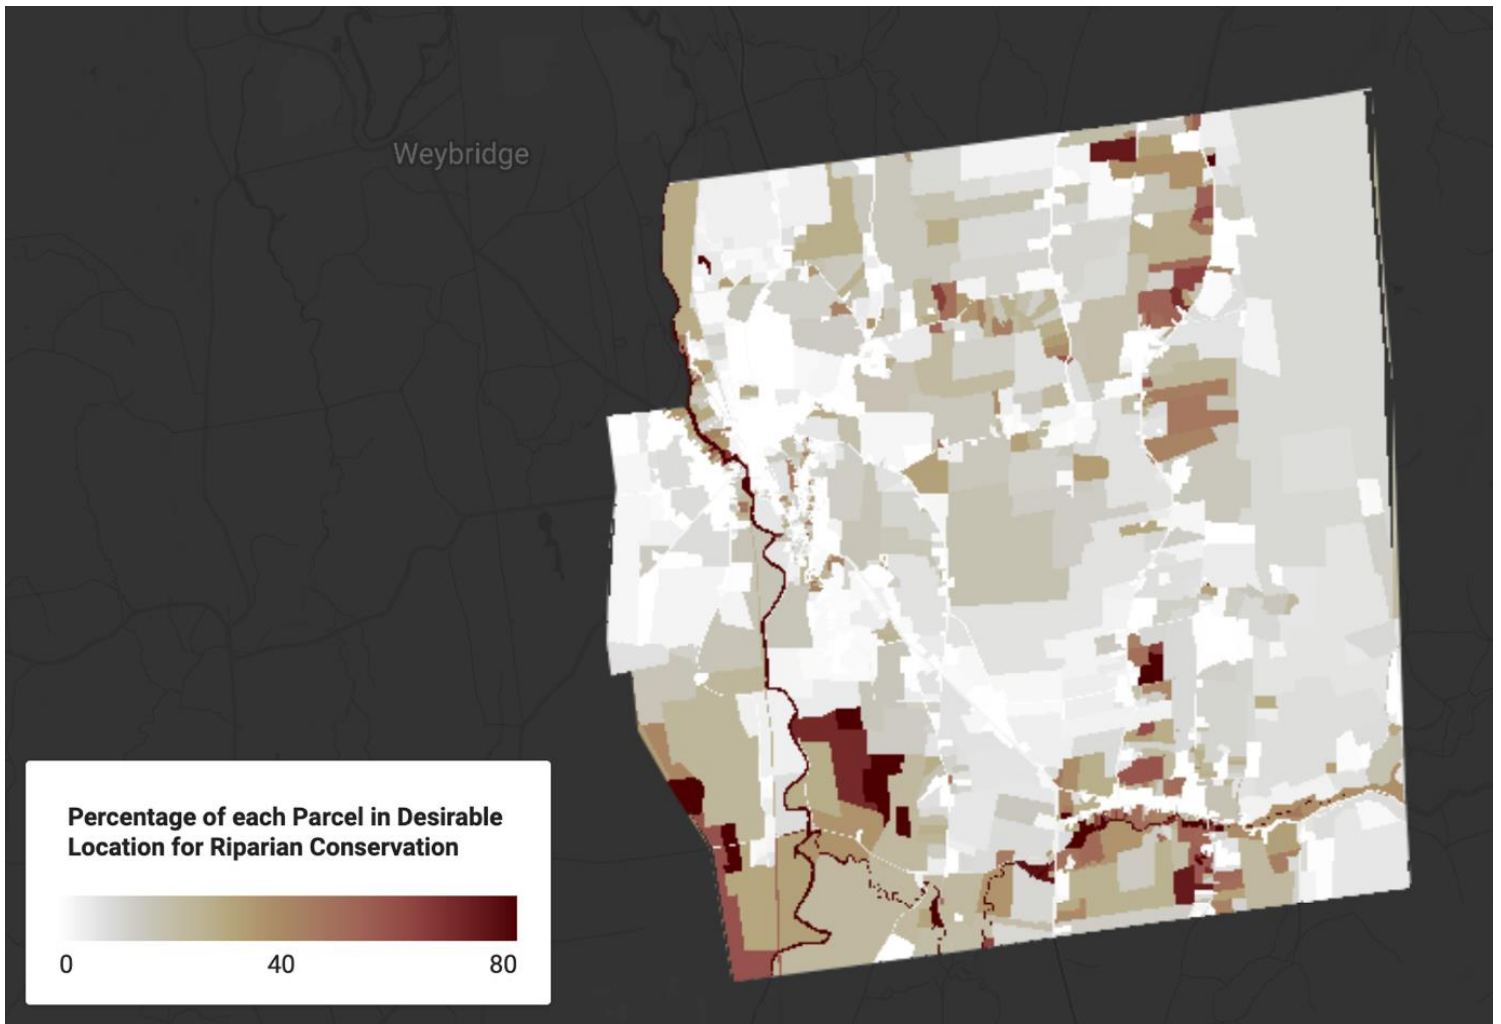 Weybridge
Percentage of each Parcel in Desirable
Location for Riparian Conservation
0 40 80